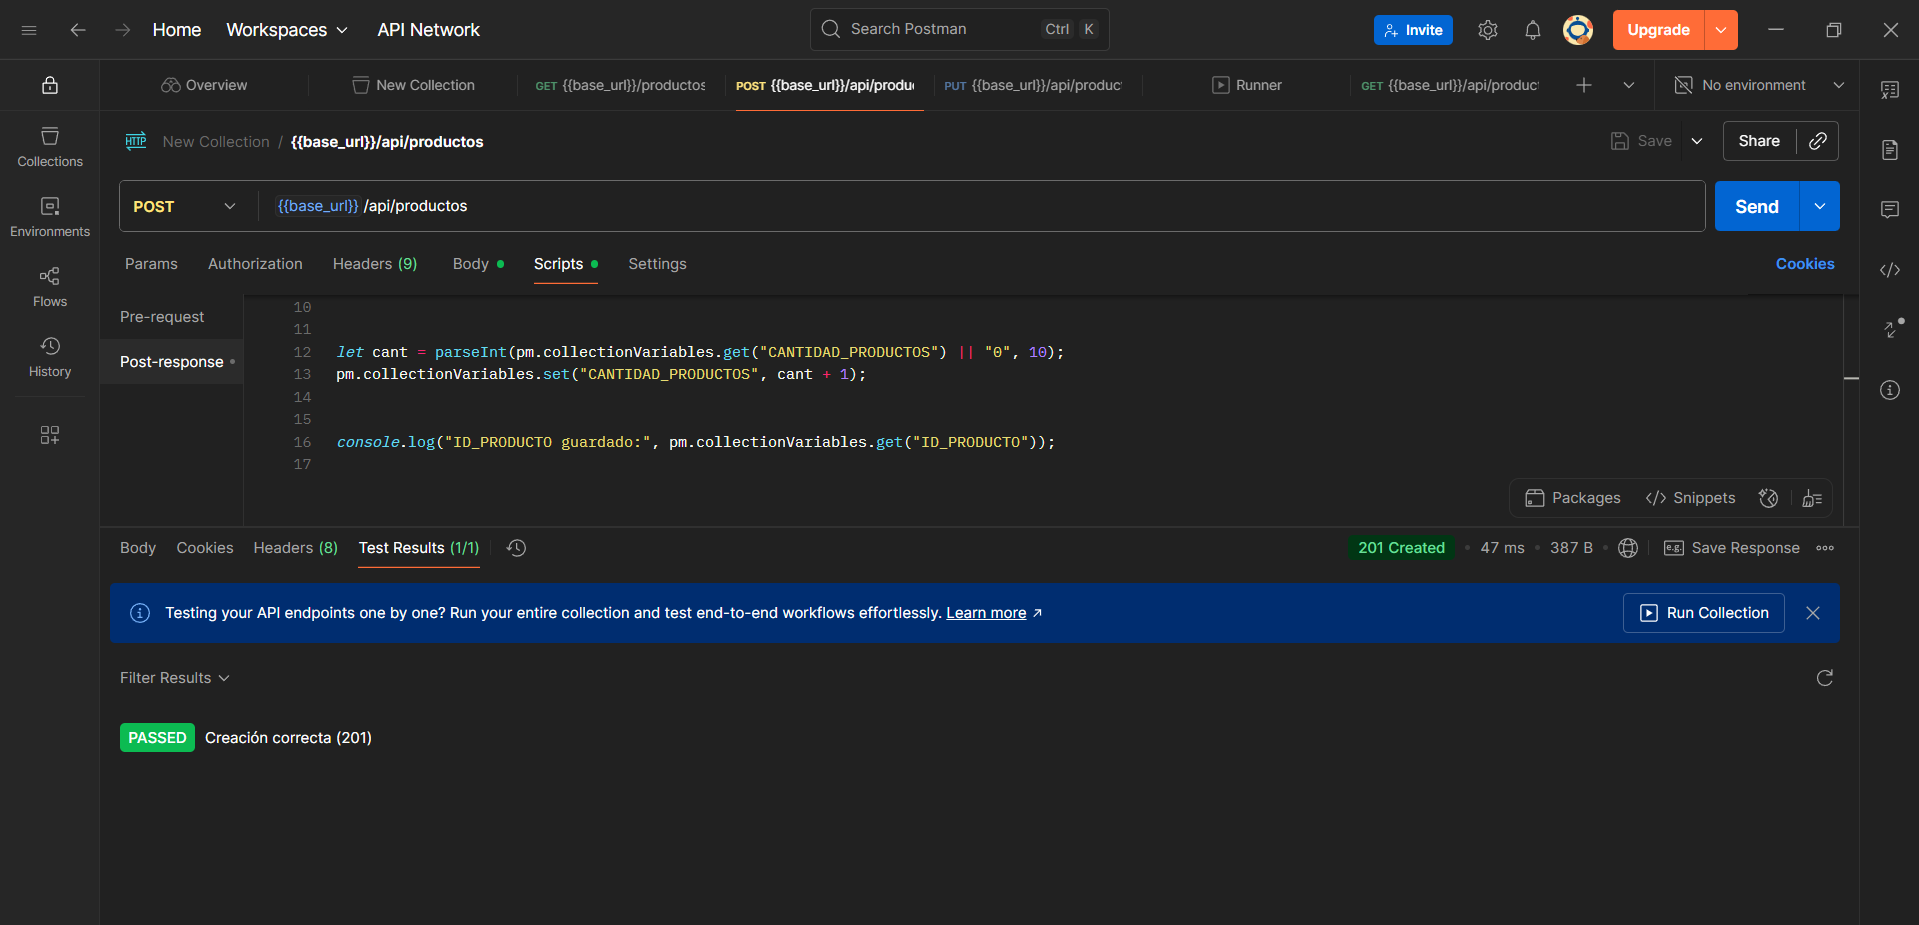 Home Workspaces API Network Search Postman Ctrl K Invite Upgrade
Overview New Collection GET {{base_url}}/productos POST {{base_url}}/api/produ PUT {{base_url}}/api/produc Runner GET {{base_url}}/api/produc No environment
HTTP New Collection / {{base_url}}/api/productos Save Share
Collections
Environments
Flows
History
POST {{base_url}} /api/productos Send
Params Authorization Headers (9) Body Scripts Settings Cookies
Pre-request
Post-response
10
11
12 let cant = parseInt(pm.collectionVariables.get("CANTIDAD_PRODUCTOS") || "0", 10);
13 pm.collectionVariables.set("CANTIDAD_PRODUCTOS", cant + 1);
14
15
16 console.log("ID_PRODUCTO guardado:", pm.collectionVariables.get("ID_PRODUCTO"));
17
Packages </> Snippets
Body Cookies Headers (8) Test Results (1/1) 201 Created • 47 ms • 387 B • e.g. Save Response
Testing your API endpoints one by one? Run your entire collection and test end-to-end workflows effortlessly. Learn more ↗ Run Collection
Filter Results
PASSED Creación correcta (201)